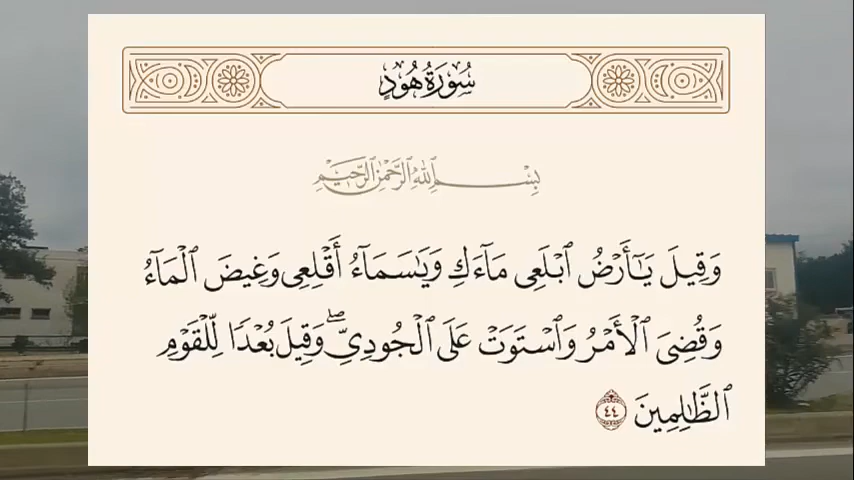 سُورَةُ هُودٍ
بِسْمِ ٱللَّهِ ٱلرَّحْمَٰنِ ٱلرَّحِيمِ
وَقِيلَ يَٰٓأَرْضُ ٱبْلَعِى مَآءَكِ وَيَٰسَمَآءُ أَقْلِعِى وَغِيضَ ٱلْمَآءُ
وَقُضِىَ ٱلْأَمْرُ وَٱسْتَوَتْ عَلَى ٱلْجُودِىِّ ۖ وَقِيلَ بُعْدًا لِّلْقَوْمِ
ٱلظَّٰلِمِينَ ٤٤